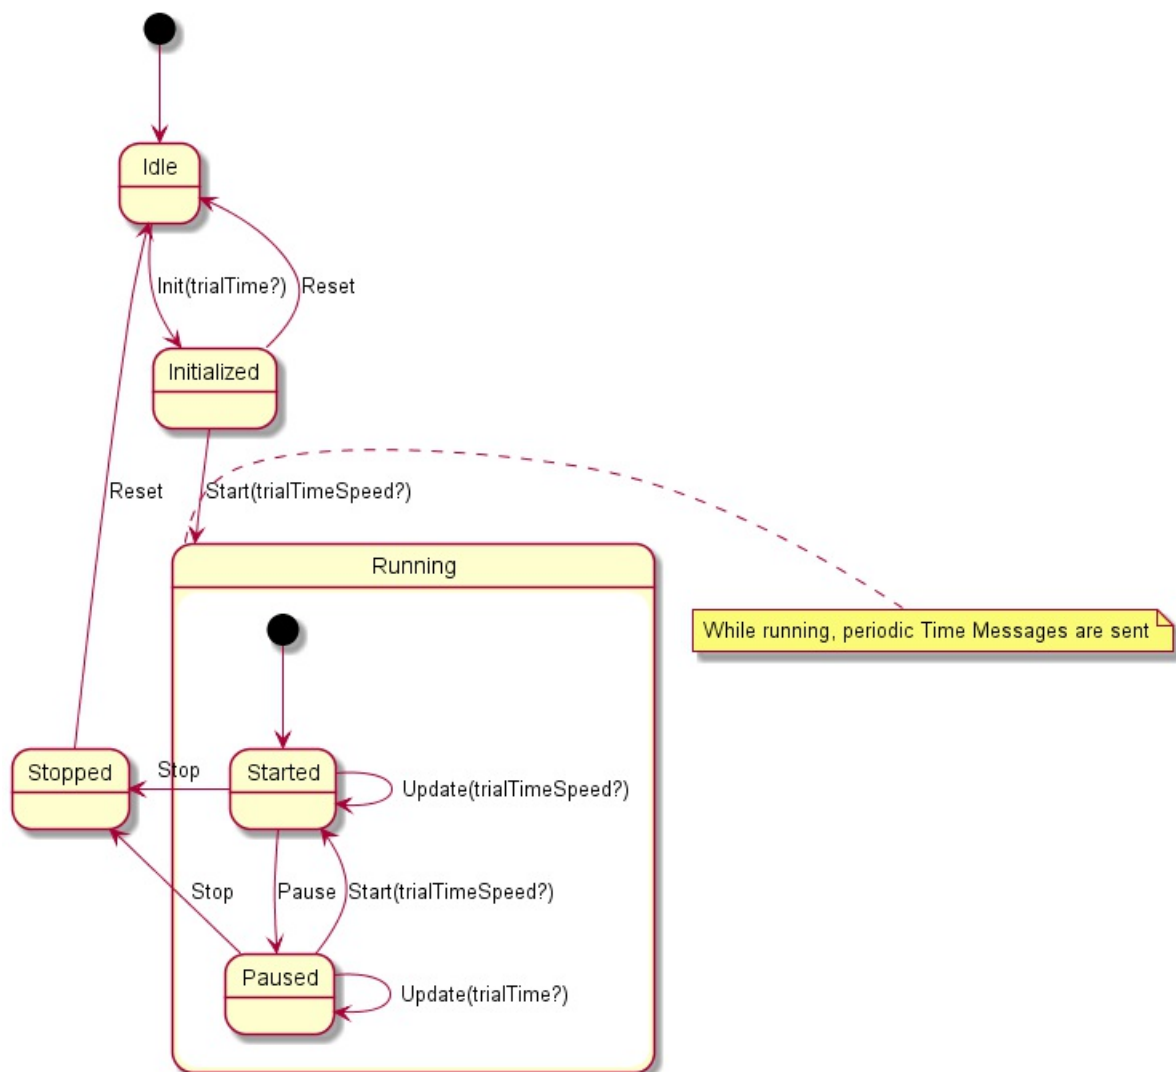 Idle
Init(trialTime?)
Reset
Initialized
Reset
Start(trialTimeSpeed?)
Running
While running, periodic Time Messages are sent
Stopped
Stop
Started
Update(trialTimeSpeed?)
Stop
Pause
Start(trialTimeSpeed?)
Paused
Update(trialTime?)